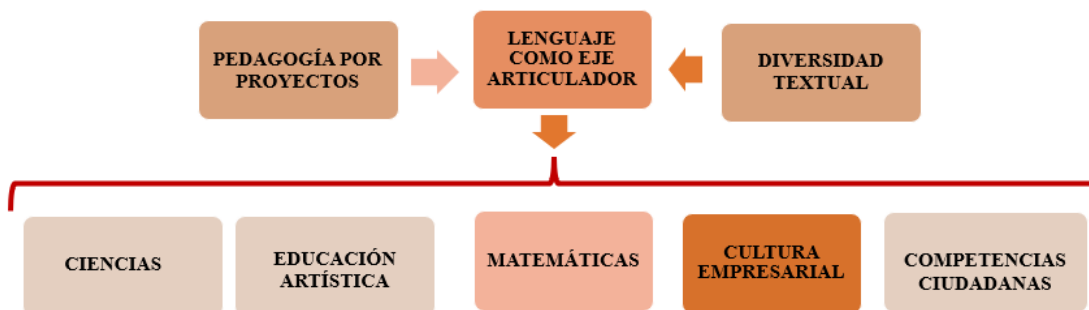 PEDAGOGÍA POR
PROYECTOS
LENGUAJE
COMO EJE
ARTICULADOR
DIVERSIDAD
TEXTUAL
CIENCIAS
EDUCACIÓN
ARTÍSTICA
MATEMÁTICAS
CULTURA
EMPRESARIAL
COMPETENCIAS
CIUDADANAS